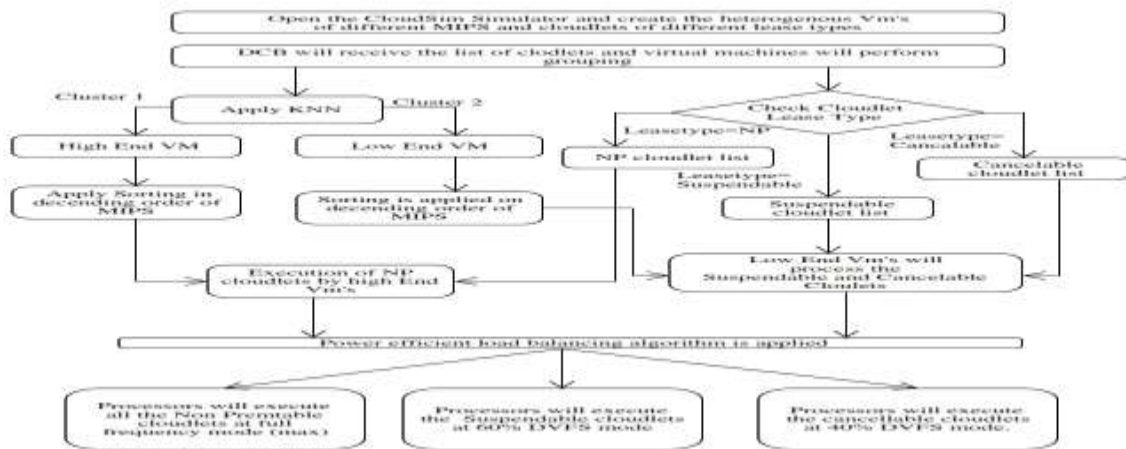 Open the CloudSim Simulator and create the heterogenous Vm's
of different MIPS and cloudlets of different lease types
DCB will receive the list of clodlets and virtual machines will perform
grouping
Cluster 1
Apply KNN
Cluster 2
Check Cloudlet
Lease Type
Leasetype=NP
Leasetype=
Cancalable
High End VM
Low End VM
NP cloudlet list
Cancelable
cloudlet list
Leasetype=
Suspendable
Apply Sorting in
decending order of
MIPS
Sorting is applied on
decending order of
MIPS
Suspendable
cloudlet list
Execution of NP
cloudlets by high End
Vm's
Low End Vm's will
process the
Suspendable and Cancelable
Cloulets
Power efficient load balancing algorithm is applied
Processors will execute
all the Non Premtable
cloudlets at full
frequency mode (max)
Processors will execute
the Suspendable cloudlets
at 60% DVFS mode
Processors will execute
the cancellable cloudlets
at 40% DVFS mode.